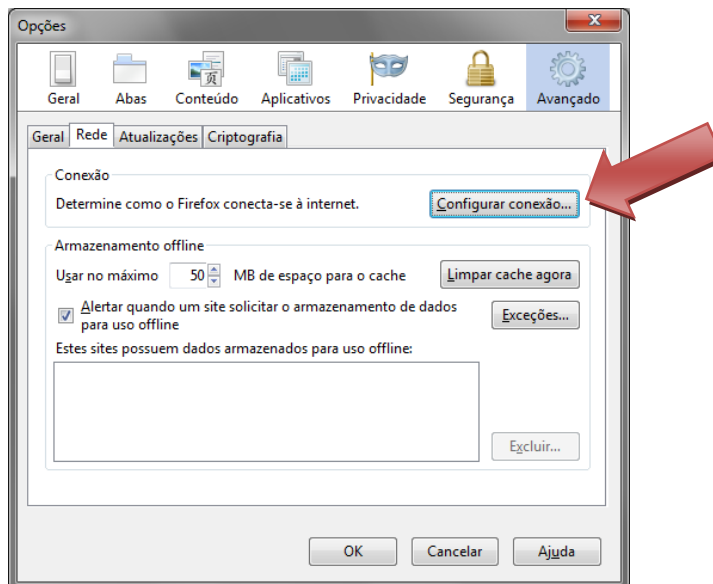 Opções
Geral Abas Conteúdo Aplicativos Privacidade Segurança Avançado
Geral Rede Atualizações Criptografia
Conexão
Determine como o Firefox conecta-se à internet. Configurar conexão...
Armazenamento offline
Usar no máximo 50 MB de espaço para o cache Limpar cache agora
Alertar quando um site solicitar o armazenamento de dados
para uso offline
Exceções...
Estes sites possuem dados armazenados para uso offline:
Excluir...
OK Cancelar Ajuda